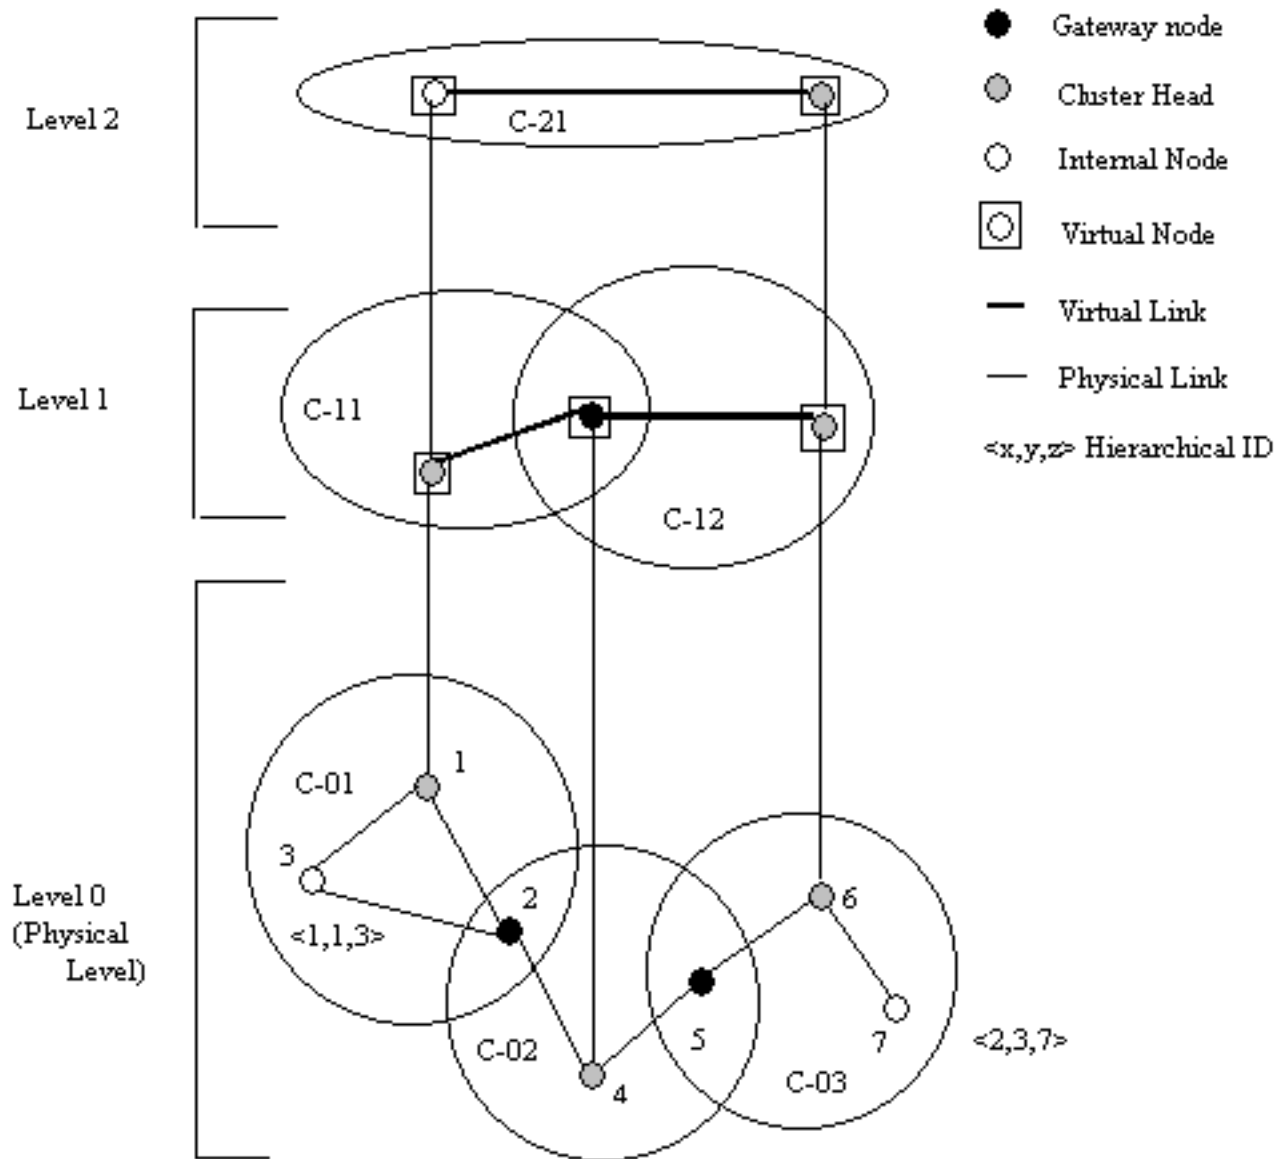 Gateway node
Cluster Head
Internal Node
Virtual Node
Virtual Link
Physical Link
<x,y,z> Hierarchical ID
Level 2
C-21
Level 1
C-11
C-12
Level 0
(Physical
Level)
C-01
1
3
<1,1,3>
2
C-02
4
5
6
7
<2,3,7>
C-03